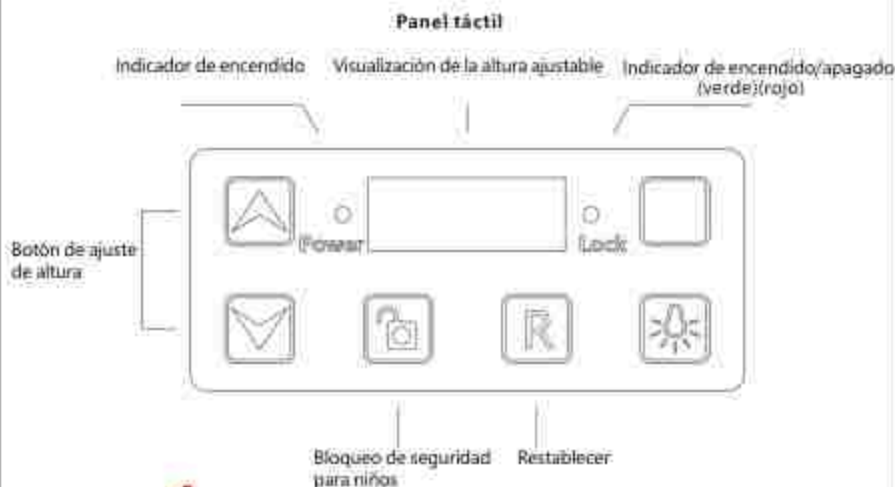 Panel táctil
Indicador de encendido
Visualización de la altura ajustable
Indicador de encendido/apagado
(verde)(rojo)
Power
Lock
Botón de ajuste
de altura
R
Bloqueo de seguridad
para niños
Restablecer